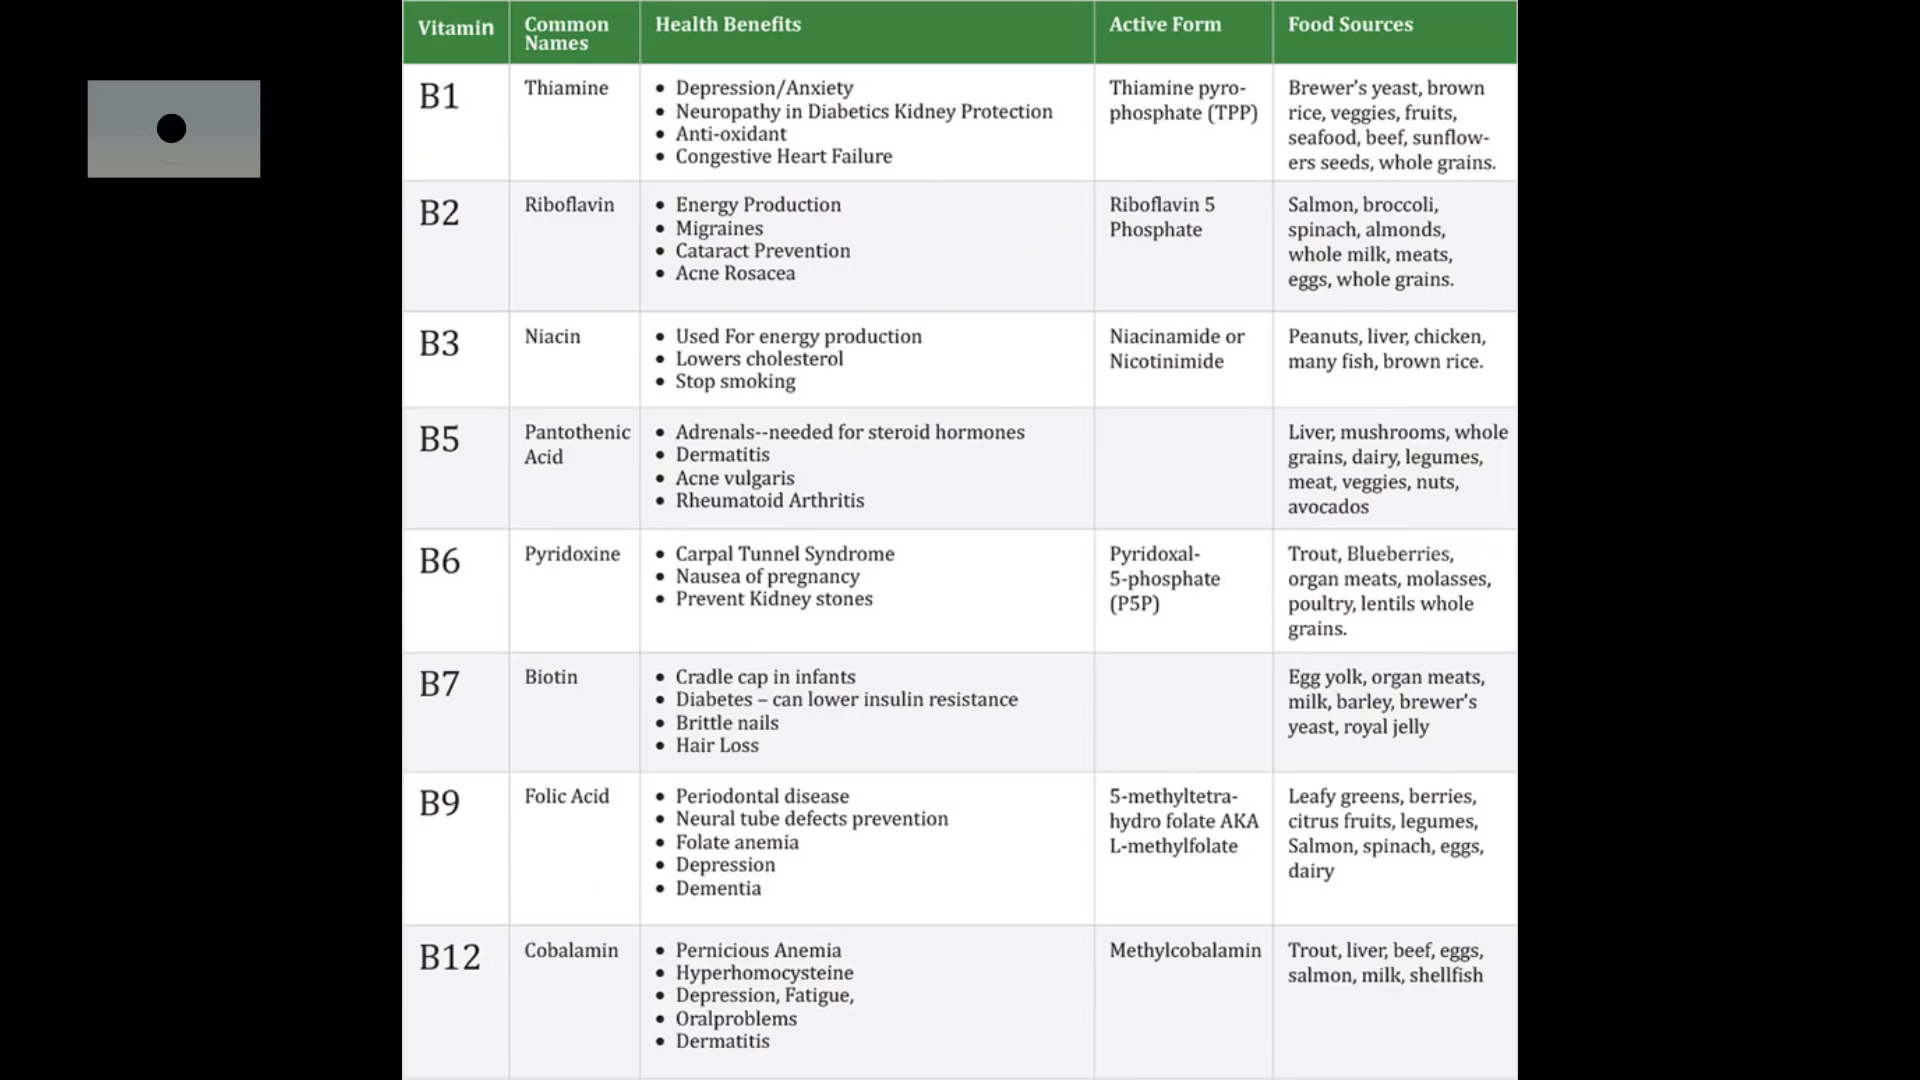 Vitamin
Common
Names
Health Benefits
Active Form
Food Sources
B1
Thiamine
• Depression/Anxiety
• Neuropathy in Diabetics Kidney Protection
• Anti-oxidant
• Congestive Heart Failure
Thiamine pyro-
phosphate (TPP)
Brewer's yeast, brown
rice, veggies, fruits,
seafood, beef, sunflow-
ers seeds, whole grains.
B2
Riboflavin
• Energy Production
• Migraines
• Cataract Prevention
• Acne Rosacea
Riboflavin 5
Phosphate
Salmon, broccoli,
spinach, almonds,
whole milk, meats,
eggs, whole grains.
B3
Niacin
• Used For energy production
• Lowers cholesterol
• Stop smoking
Niacinamide or
Nicotinimide
Peanuts, liver, chicken,
many fish, brown rice.
B5
Pantothenic
Acid
• Adrenals--needed for steroid hormones
• Dermatitis
• Acne vulgaris
• Rheumatoid Arthritis
Liver, mushrooms, whole
grains, dairy, legumes,
meat, veggies, nuts,
avocados
B6
Pyridoxine
• Carpal Tunnel Syndrome
• Nausea of pregnancy
• Prevent Kidney stones
Pyridoxal-
5-phosphate
(P5P)
Trout, Blueberries,
organ meats, molasses,
poultry, lentils whole
grains.
B7
Biotin
• Cradle cap in infants
• Diabetes – can lower insulin resistance
• Brittle nails
• Hair Loss
Egg yolk, organ meats,
milk, barley, brewer's
yeast, royal jelly
B9
Folic Acid
• Periodontal disease
• Neural tube defects prevention
• Folate anemia
• Depression
• Dementia
5-methyltetra-
hydro folate AKA
L-methylfolate
Leafy greens, berries,
citrus fruits, legumes,
Salmon, spinach, eggs,
dairy
B12
Cobalamin
• Pernicious Anemia
• Hyperhomocysteine
• Depression, Fatigue,
• Oralproblems
• Dermatitis
Methylcobalamin
Trout, liver, beef, eggs,
salmon, milk, shellfish